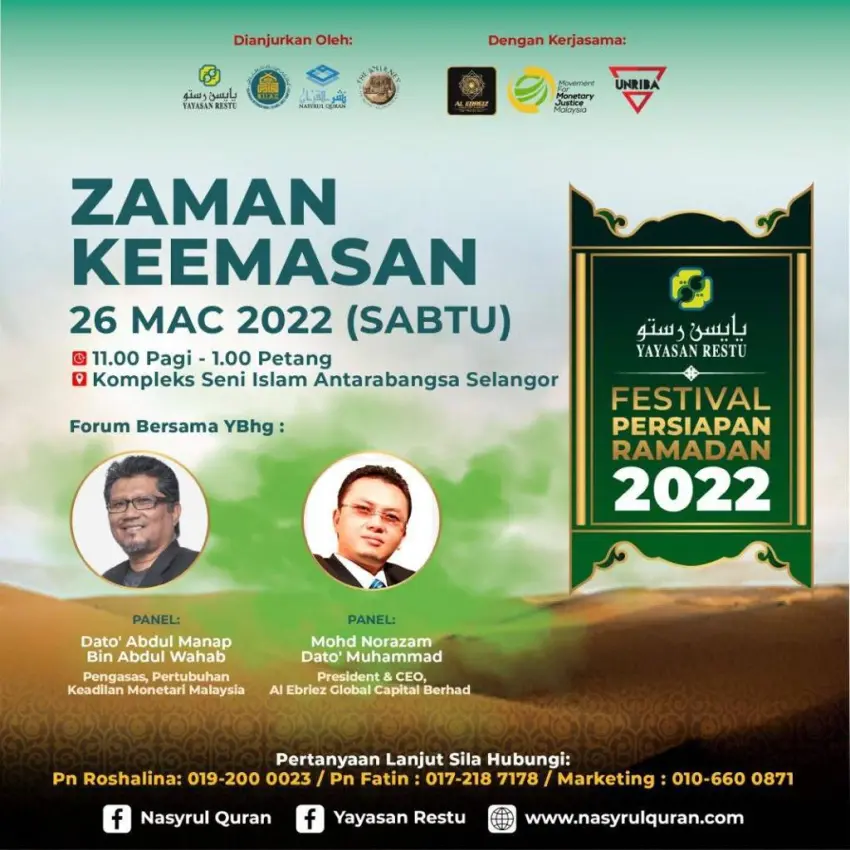 Dianjurkan Oleh:
Dengan Kerjasama:
يايسن رستو
YAYASAN RESTU
NASYRUL QURAN
THE JOURNEY
AL EBRIEZ
Movement
For
Monetary
Justice
Malaysia
UNRIBA
ZAMAN
KEEMASAN
26 MAC 2022 (SABTU)
11.00 Pagi - 1.00 Petang
Kompleks Seni Islam Antarabangsa Selangor
Forum Bersama YBhg :
PANEL:
Dato' Abdul Manap
Bin Abdul Wahab
Pengasas, Pertubuhan
Keadilan Monetari Malaysia
PANEL:
Mohd Norazam
Dato' Muhammad
President & CEO,
Al Ebriez Global Capital Berhad
يايسن رستو
YAYASAN RESTU
FESTIVAL
PERSIAPAN
RAMADAN
2022
Pertanyaan Lanjut Sila Hubungi:
Pn Roshalina: 019-200 0023 / Pn Fatin : 017-218 7178 / Marketing : 010-660 0871
Nasyrul Quran
Yayasan Restu
www.nasyrulquran.com